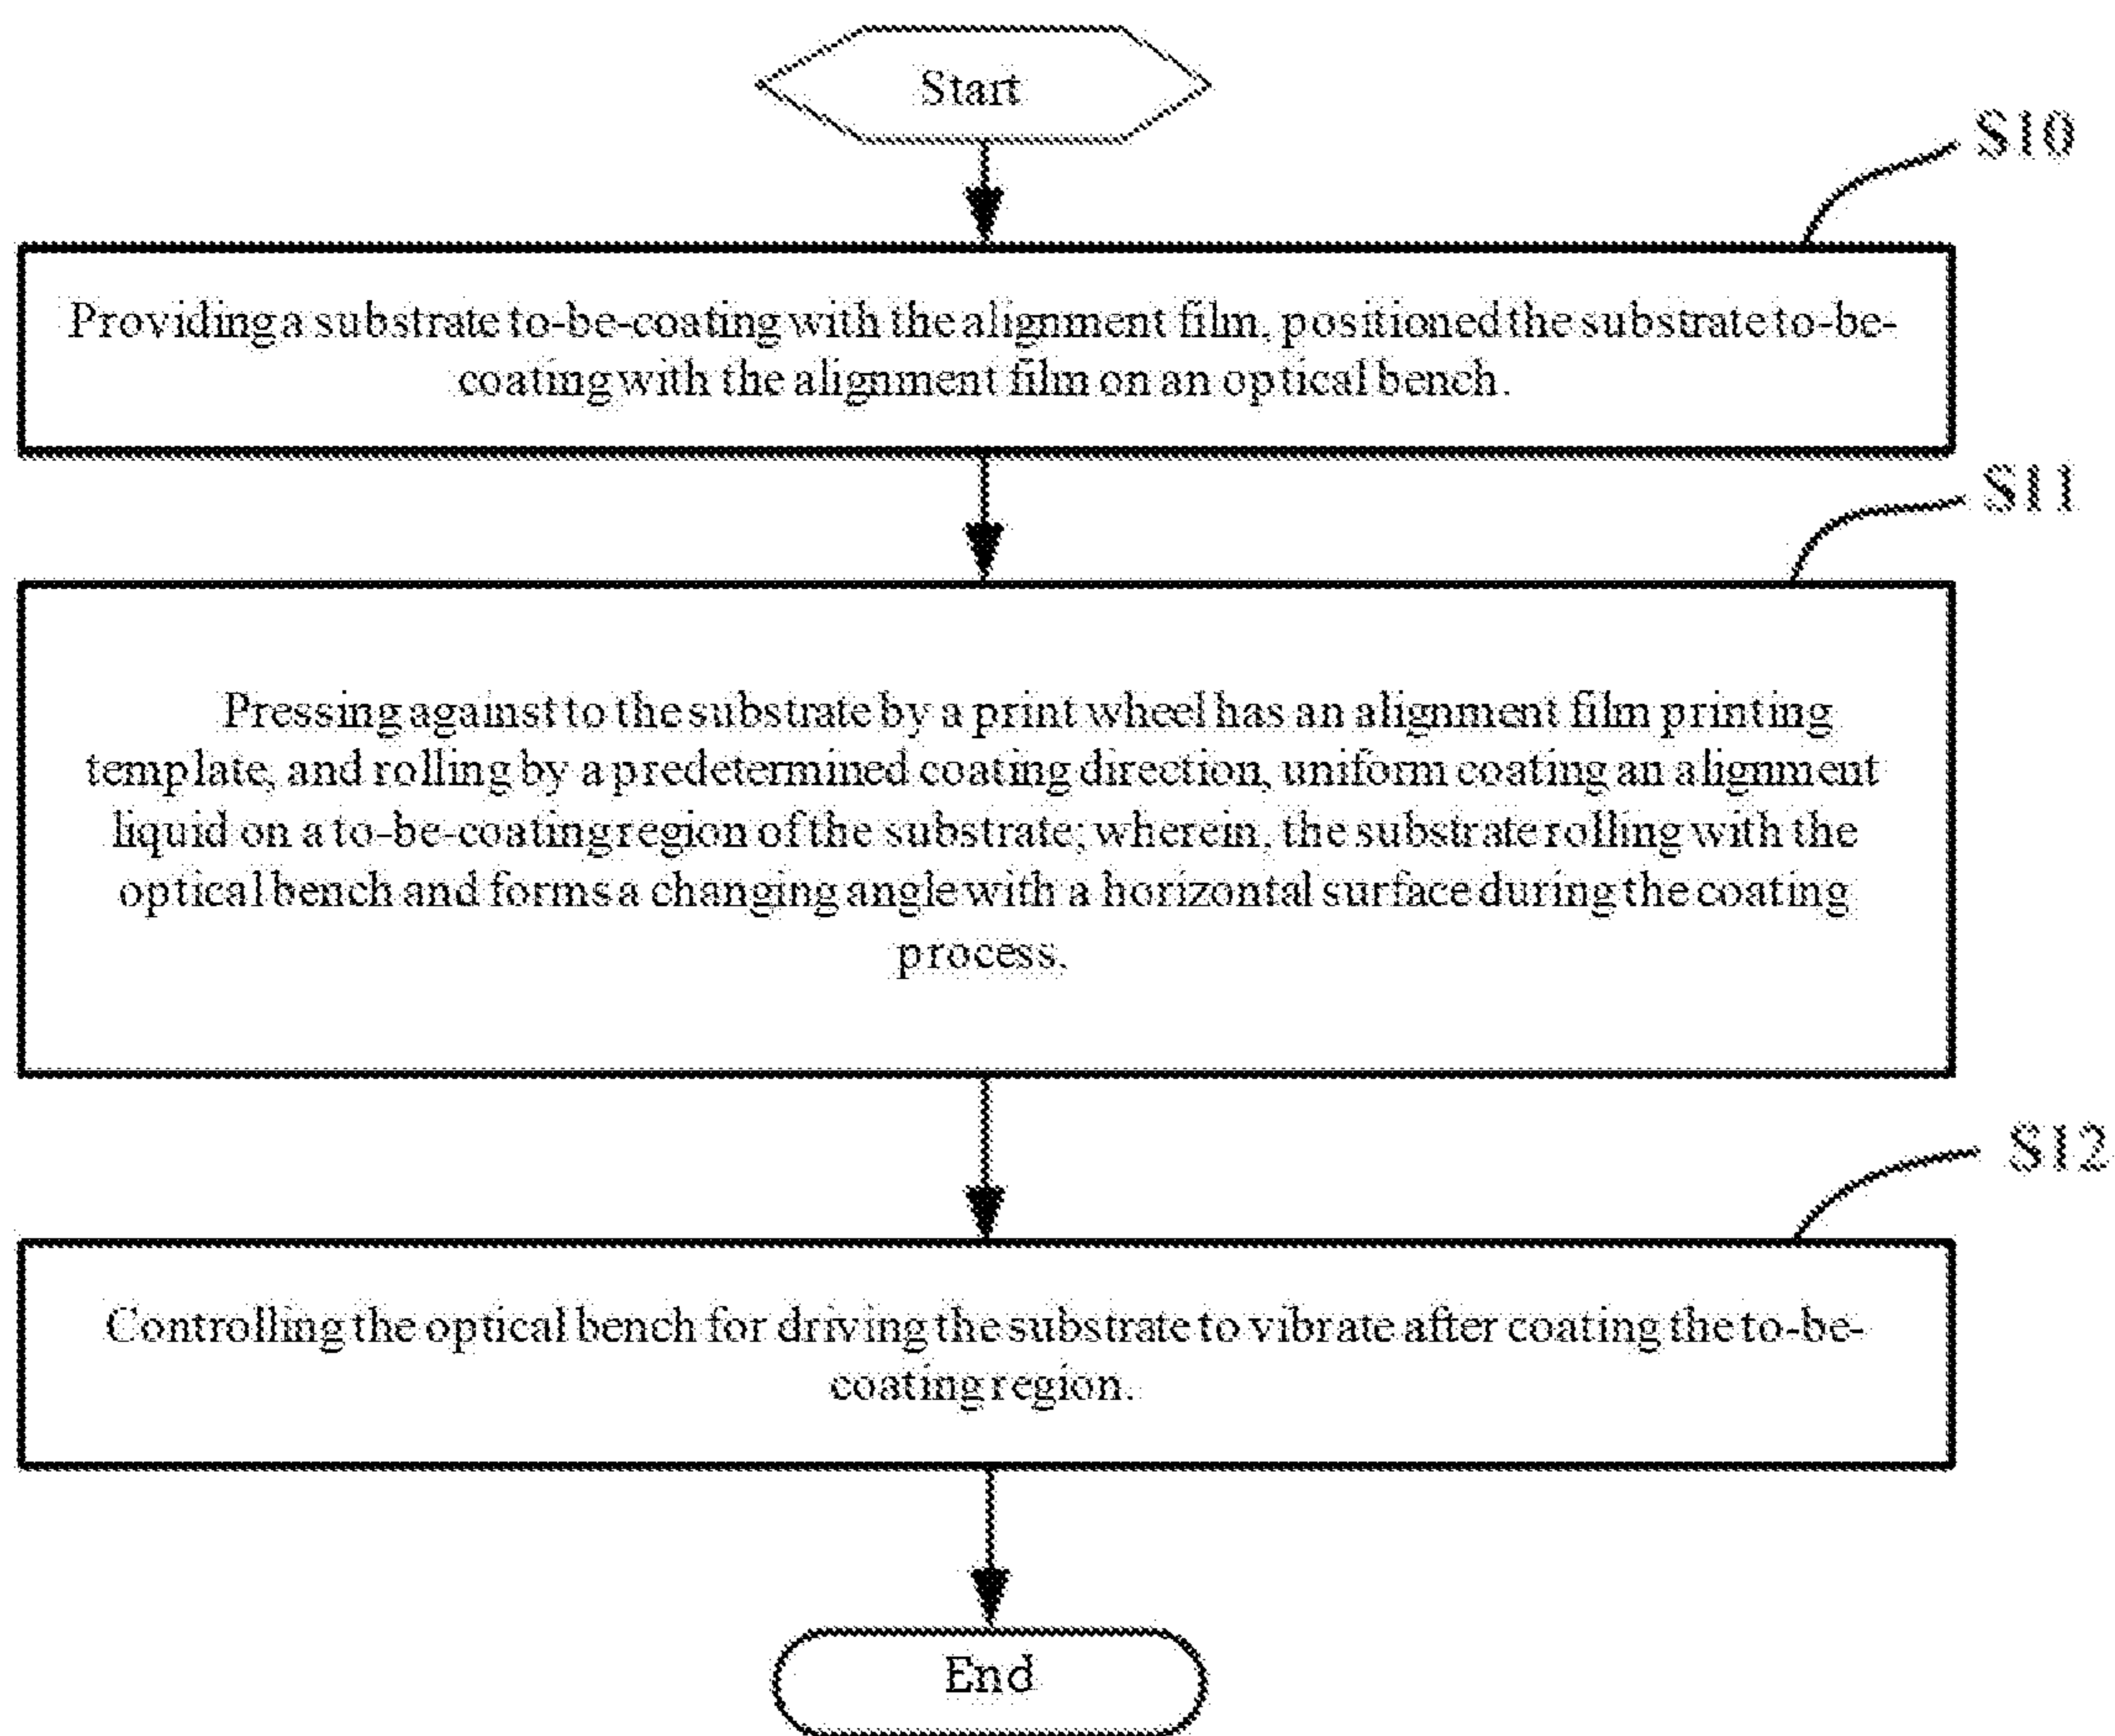 Start
S10
Providing a substrate to-be-coating with the alignment film, positioned the substrate to-be-
coating with the alignment film on an optical bench.
S11
Pressing against to the substrate by a print wheel has an alignment film printing
template, and rolling by a predetermined coating direction, uniform coating an alignment
liquid on a to-be-coating region of the substrate; wherein, the substrate rolling with the
optical bench and forms a changing angle with a horizontal surface during the coating
process.
S12
Controlling the optical bench for driving the substrate to vibrate after coating the to-be-
coating region.
End